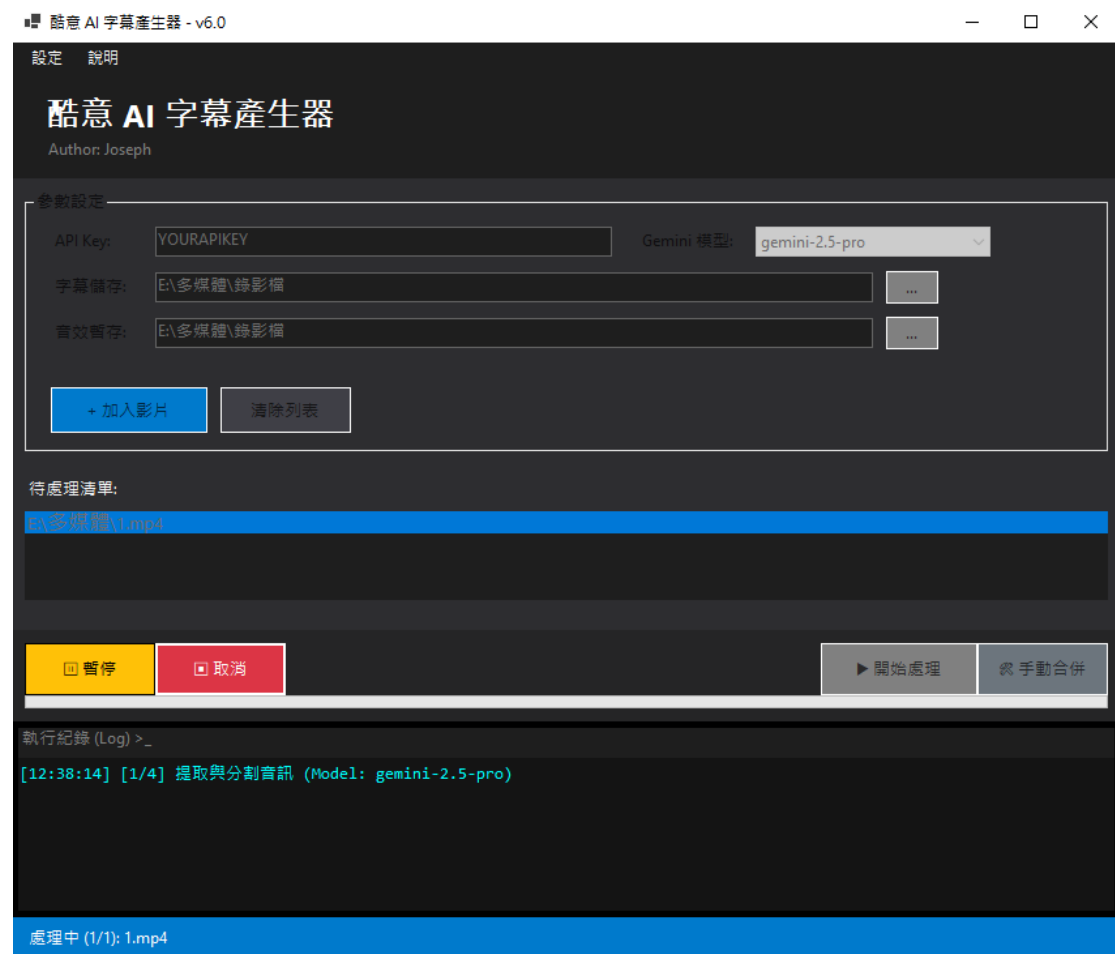 酷意 AI 字幕產生器 - v6.0
設定 說明
酷意 AI 字幕產生器
Author: Joseph
參數設定
API Key: YOURAPIKEY Gemini 模型: gemini-2.5-pro
字幕儲存: E:\多媒體\錄影檔 ...
音效暫存: E:\多媒體\錄影檔 ...
+ 加入影片 清除列表
待處理清單:
E:\多媒體\1.mp4
暫停 取消 開始處理 手動合併
執行紀錄 (Log) >_
[12:38:14] [1/4] 提取與分割音訊 (Model: gemini-2.5-pro)
處理中 (1/1): 1.mp4